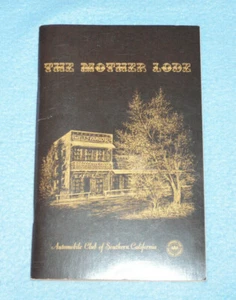 THE MOTHER LODE
Automobile Club of Southern California